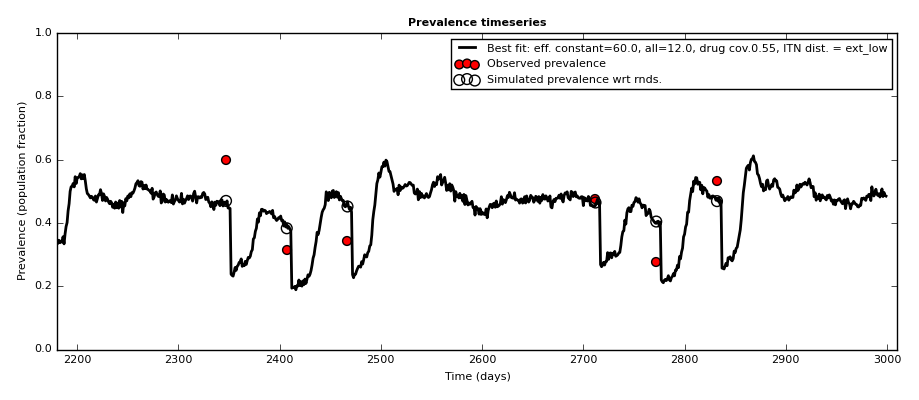 Prevalence timeseries
Best fit: eff. constant=60.0, all=12.0, drug cov.0.55, ITN dist. = ext_low
Observed prevalence
Simulated prevalence wrt rnds.
Prevalence (population fraction)
1.0
0.8
0.6
0.4
0.2
0.0
2200 2300 2400 2500 2600 2700 2800 2900 3000
Time (days)